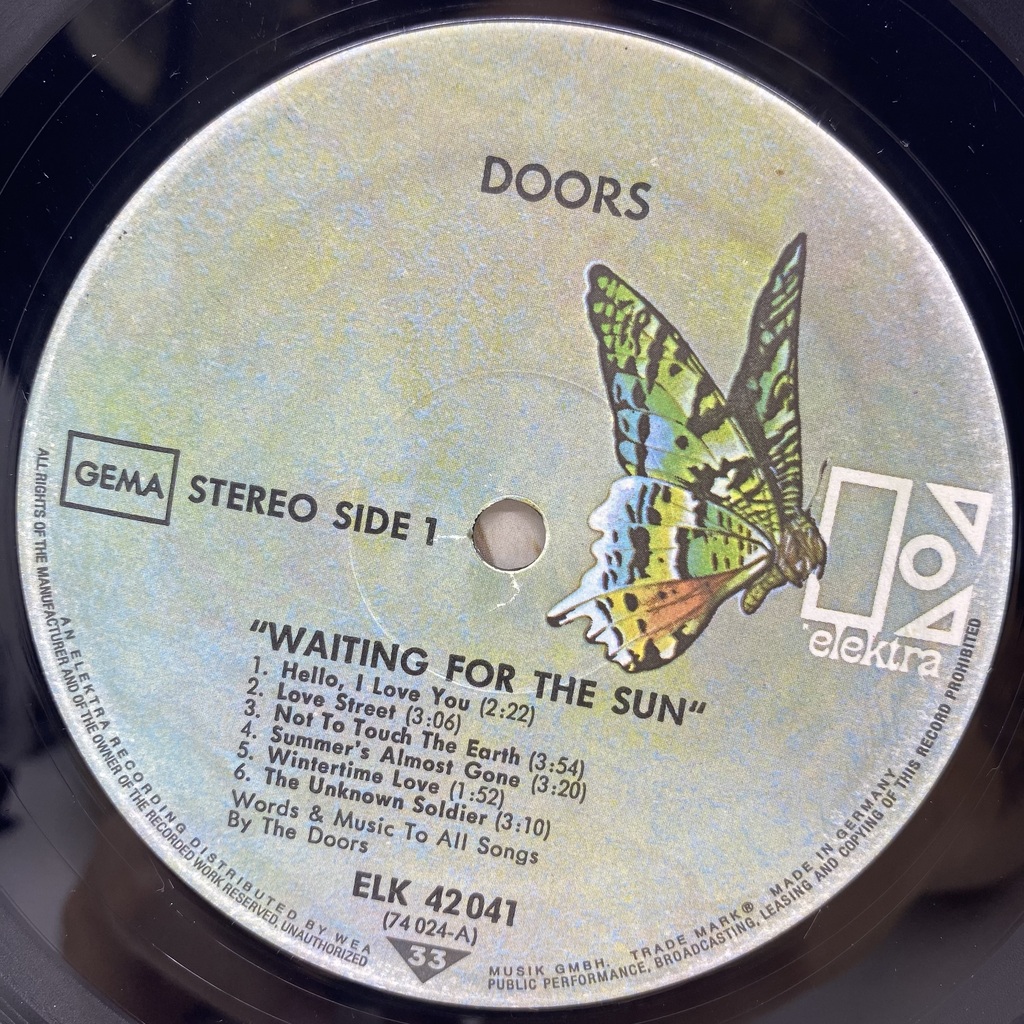 DOORS
GEMA
STEREO SIDE 1
elektra
“WAITING FOR THE SUN”
1. Hello, I Love You (2:22)
2. Love Street (3:06)
3. Not To Touch The Earth (3:54)
4. Summer's Almost Gone (3:20)
5. Wintertime Love (1:52)
6. The Unknown Soldier (3:10)
Words & Music To All Songs
By The Doors
ELK 42041
(74 024-A)
33
AN ELEKTRA RECORDING DISTRIBUTED BY WEA MUSIK GMBH. TRADE MARK® MADE IN GERMANY
ALL RIGHTS OF THE MANUFACTURER AND OF THE OWNER OF THE RECORDED WORK RESERVED, UNAUTHORIZED PUBLIC PERFORMANCE, BROADCASTING, LEASING AND COPYING OF THIS RECORD PROHIBITED